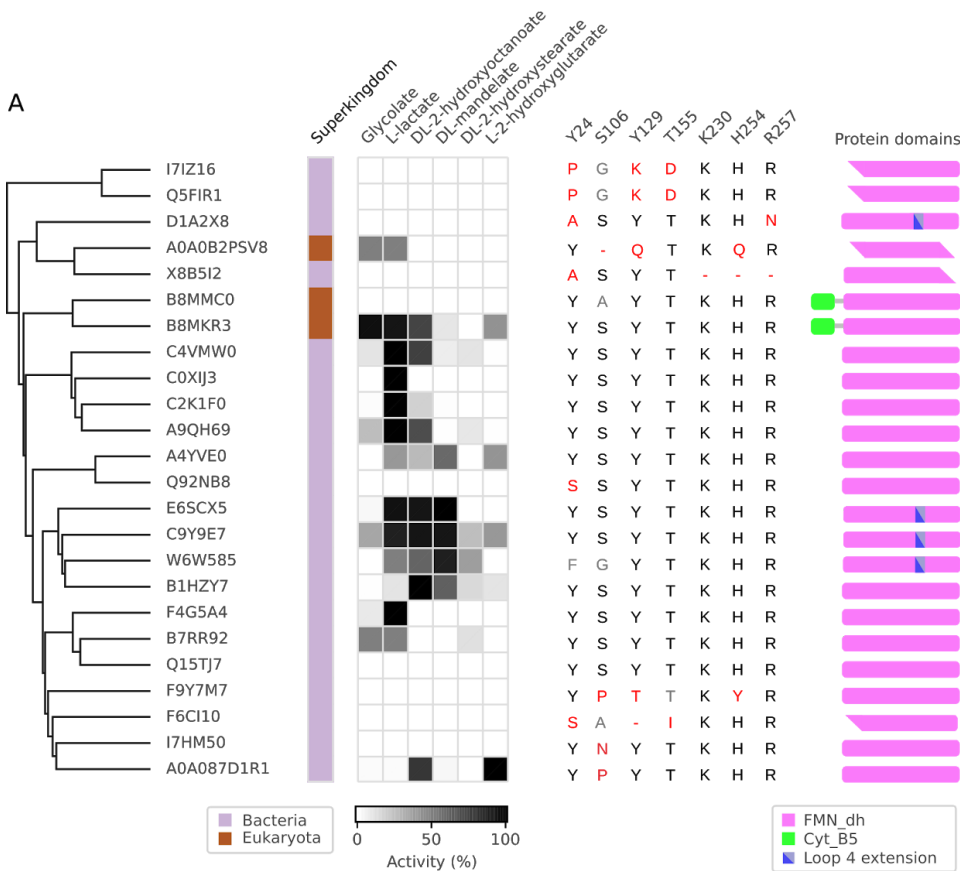 A
Superkingdom
Glycolate
L-lactate
DL-2-hydroxyoctanoate
DL-mandelate
DL-2-hydroxystearate
L-2-hydroxyglutarate
Y24 S106 Y129 T155 K230 H254 R257
Protein domains
I7IZ16 P G K D K H R
Q5FIR1 P G K D K H R
D1A2X8 A S Y T K H N
A0A0B2PSV8 Y - Q T K Q R
X8B5I2 A S Y T - - -
B8MMC0 Y A Y T K H R
B8MKR3 Y S Y T K H R
C4VMW0 Y S Y T K H R
C0XIJ3 Y S Y T K H R
C2K1F0 Y S Y T K H R
A9QH69 Y S Y T K H R
A4YVE0 Y S Y T K H R
Q92NB8 S S Y T K H R
E6SCX5 Y S Y T K H R
C9Y9E7 Y S Y T K H R
W6W585 F G Y T K H R
B1HZY7 Y S Y T K H R
F4G5A4 Y S Y T K H R
B7RR92 Y S Y T K H R
Q15TJ7 Y S Y T K H R
F9Y7M7 Y P T T K Y R
F6CI10 S A - I K H R
I7HM50 Y N Y T K H R
A0A087D1R1 Y P Y T K H R
Bacteria
Eukaryota
0 50 100
Activity (%)
FMN_dh
Cyt_B5
Loop 4 extension